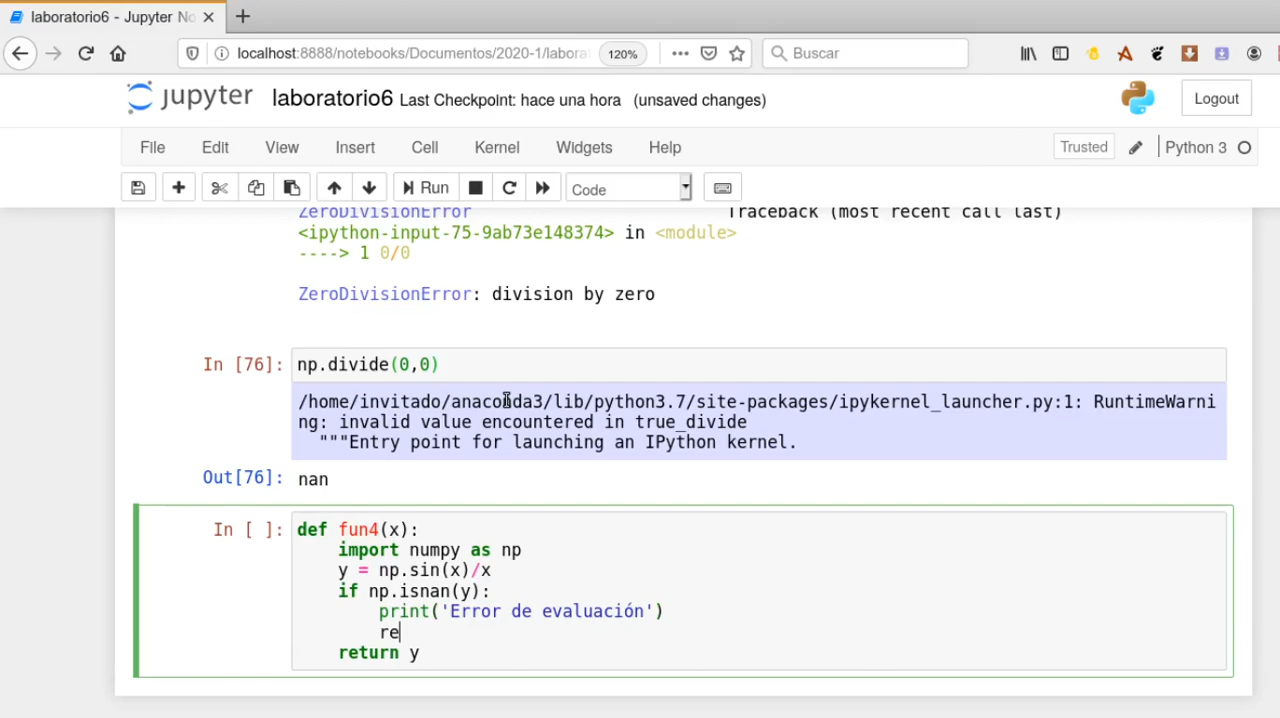 laboratorio6 - Jupyter No
localhost:8888/notebooks/Documentos/2020-1/labora
120%
Buscar
jupyter
laboratorio6 Last Checkpoint: hace una hora (unsaved changes)
Logout
File Edit View Insert Cell Kernel Widgets Help
Trusted
Python 3
Run
Code
ZeroDivisionError Traceback (most recent call last)
<ipython-input-75-9ab73e148374> in <module>
----> 1 0/0
ZeroDivisionError: division by zero
In [76]: np.divide(0,0)
/home/invitado/anaconda3/lib/python3.7/site-packages/ipykernel_launcher.py:1: RuntimeWarni
ng: invalid value encountered in true_divide
"""Entry point for launching an IPython kernel.
Out[76]: nan
In [ ]: def fun4(x):
import numpy as np
y = np.sin(x)/x
if np.isnan(y):
print('Error de evaluación')
re
return y